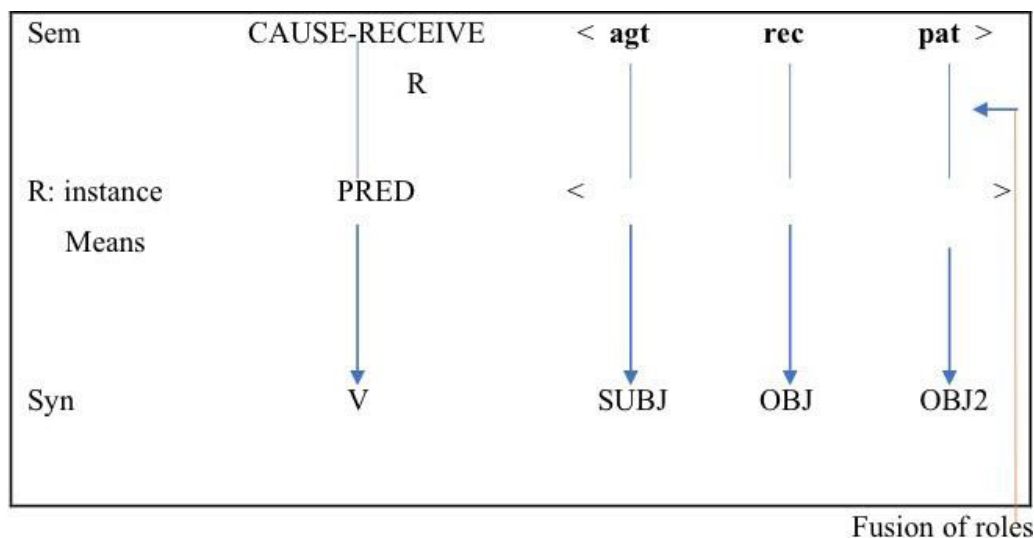 Sem CAUSE-RECEIVE < agt rec pat >
R
R: instance PRED < >
Means
Syn V SUBJ OBJ OBJ2
Fusion of roles